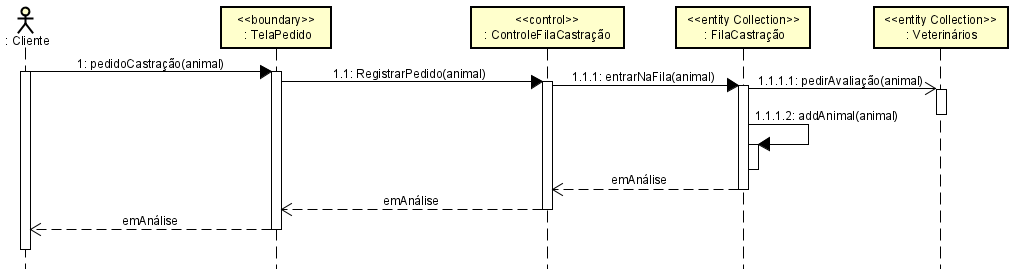 : Cliente
<<boundary>>
: TelaPedido
<<control>>
: ControleFilaCastração
<<entity Collection>>
: FilaCastração
<<entity Collection>>
: Veterinários
1: pedidoCastração(animal)
1.1: RegistrarPedido(animal)
1.1.1: entrarNaFila(animal)
1.1.1.1: pedirAvaliação(animal)
1.1.1.2: addAnimal(animal)
emAnálise
emAnálise
emAnálise